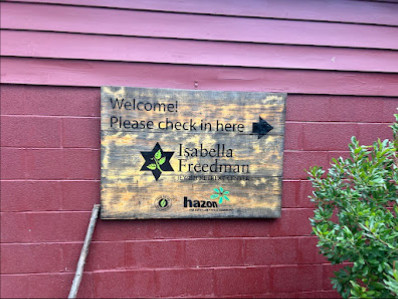 Welcome!
Please check in here
Isabella
Freedman
hazon